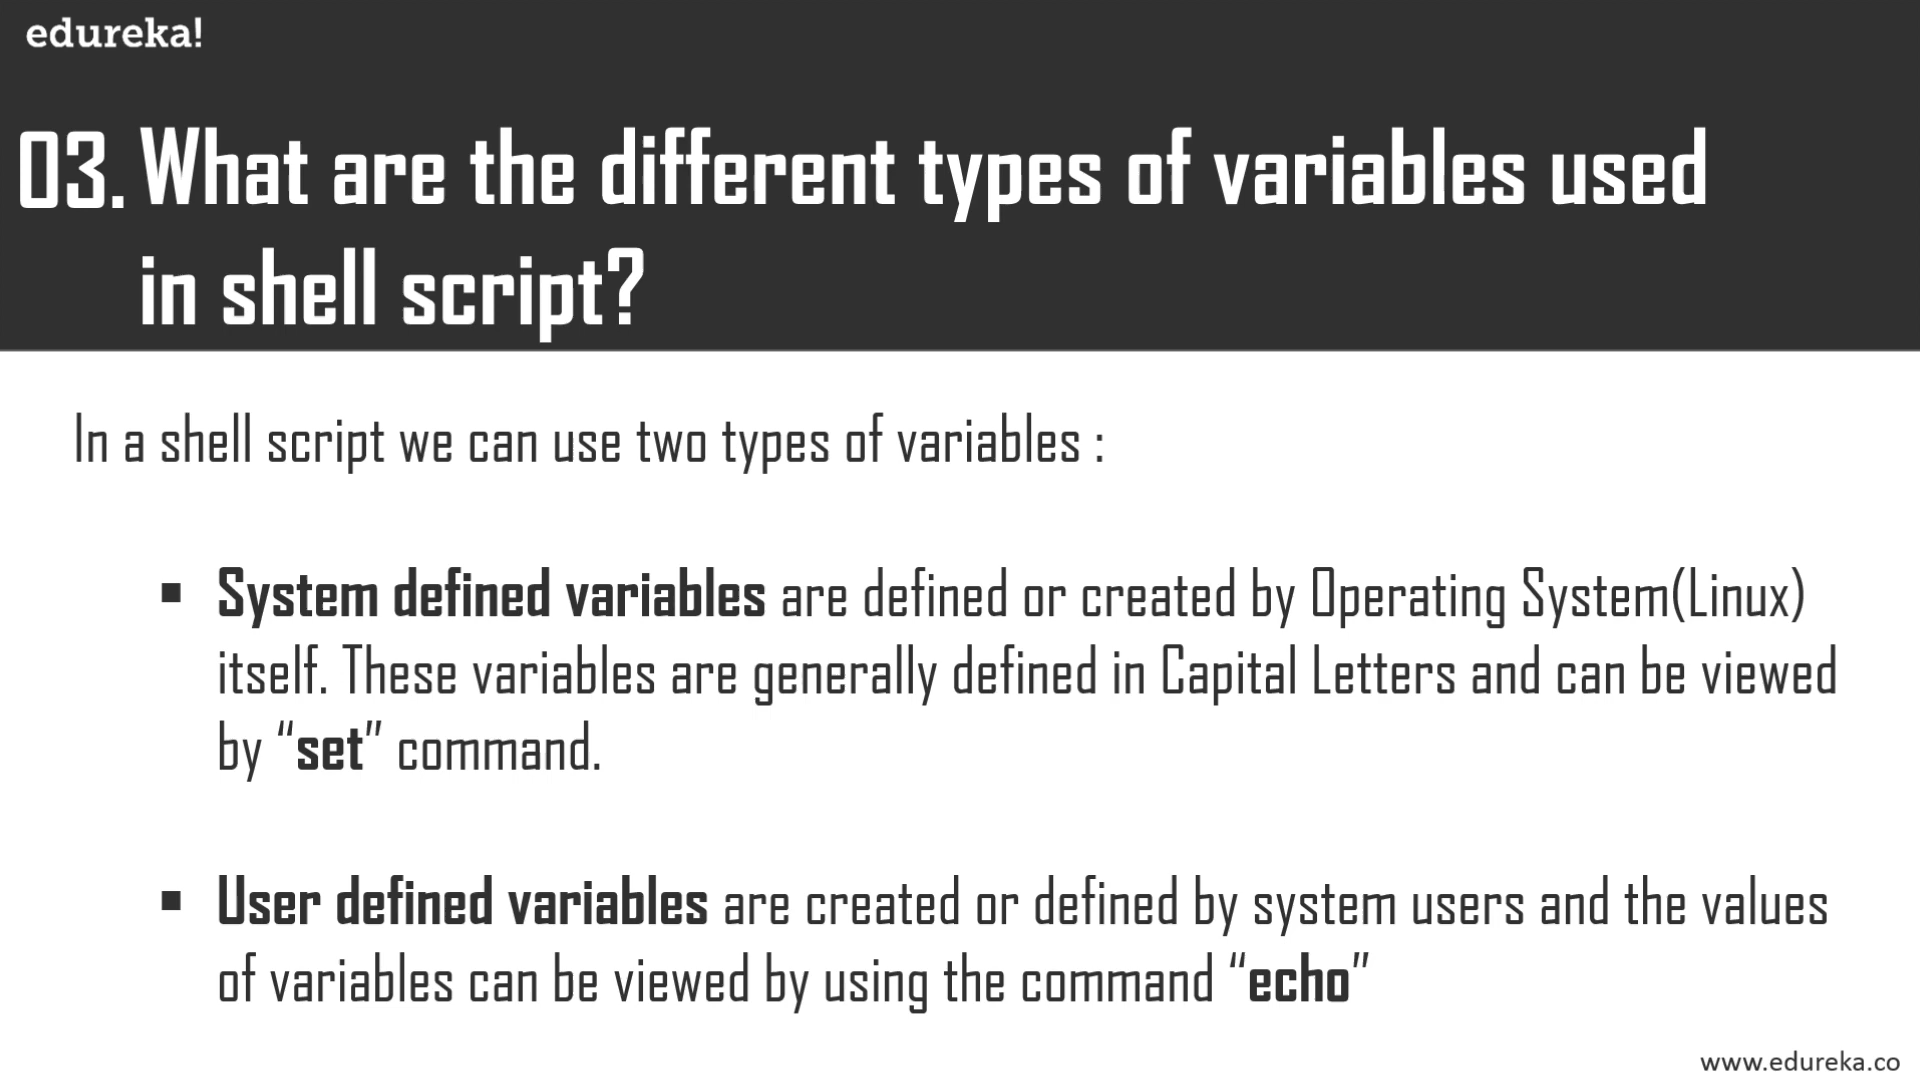 edureka!
03. What are the different types of variables used
in shell script?
In a shell script we can use two types of variables :
▪ System defined variables are defined or created by Operating System(Linux)
itself. These variables are generally defined in Capital Letters and can be viewed
by “set” command.
▪ User defined variables are created or defined by system users and the values
of variables can be viewed by using the command “echo”
www.edureka.co